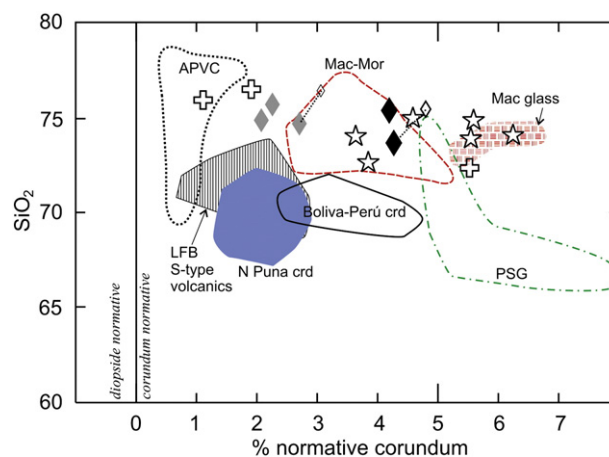 80
75
70
65
60
SiO2
APVC
Mac-Mor
Mac glass
Boliva-Perú crd
LFB
S-type
volcanics
N Puna crd
PSG
diopside normative
corundum normative
0 1 2 3 4 5 6 7
% normative corundum